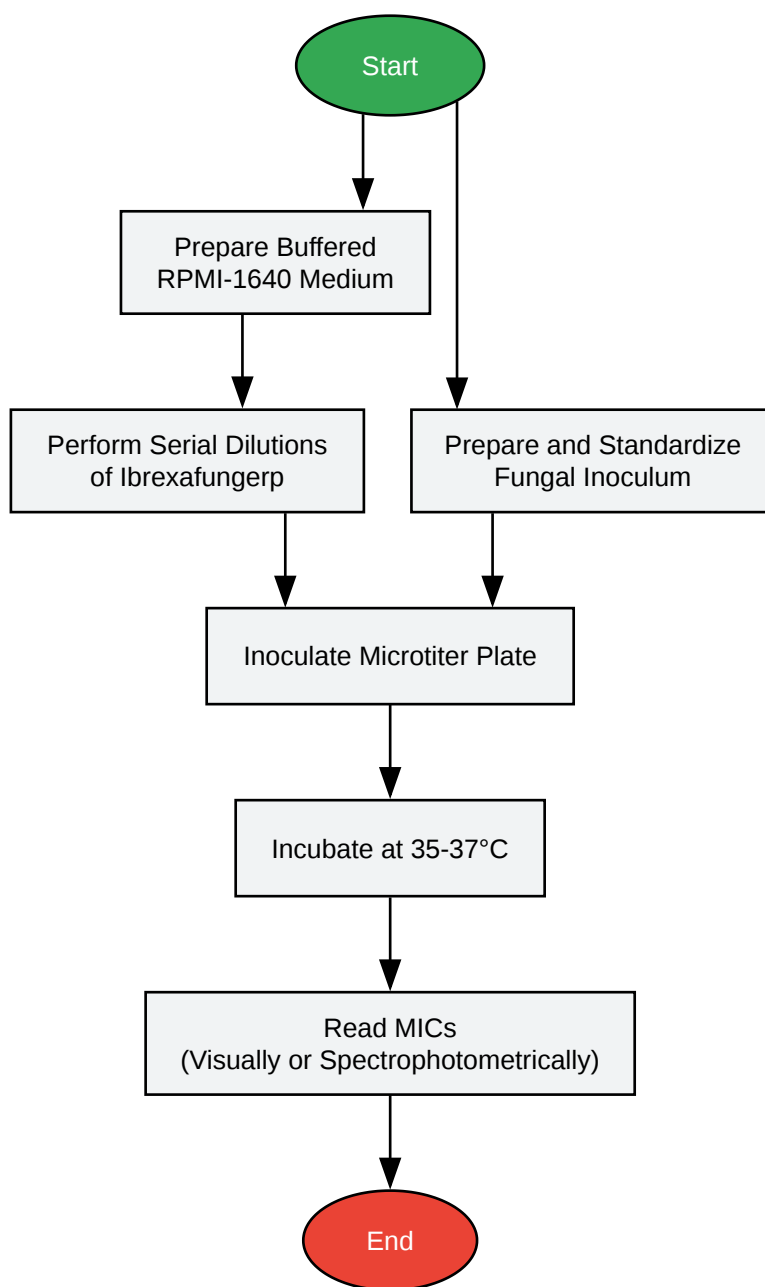 Start
Prepare Buffered
RPMI-1640 Medium
Perform Serial Dilutions
of Ibrexafungerp
Prepare and Standardize
Fungal Inoculum
Inoculate Microtiter Plate
Incubate at 35-37°C
Read MICs
(Visually or Spectrophotometrically)
End